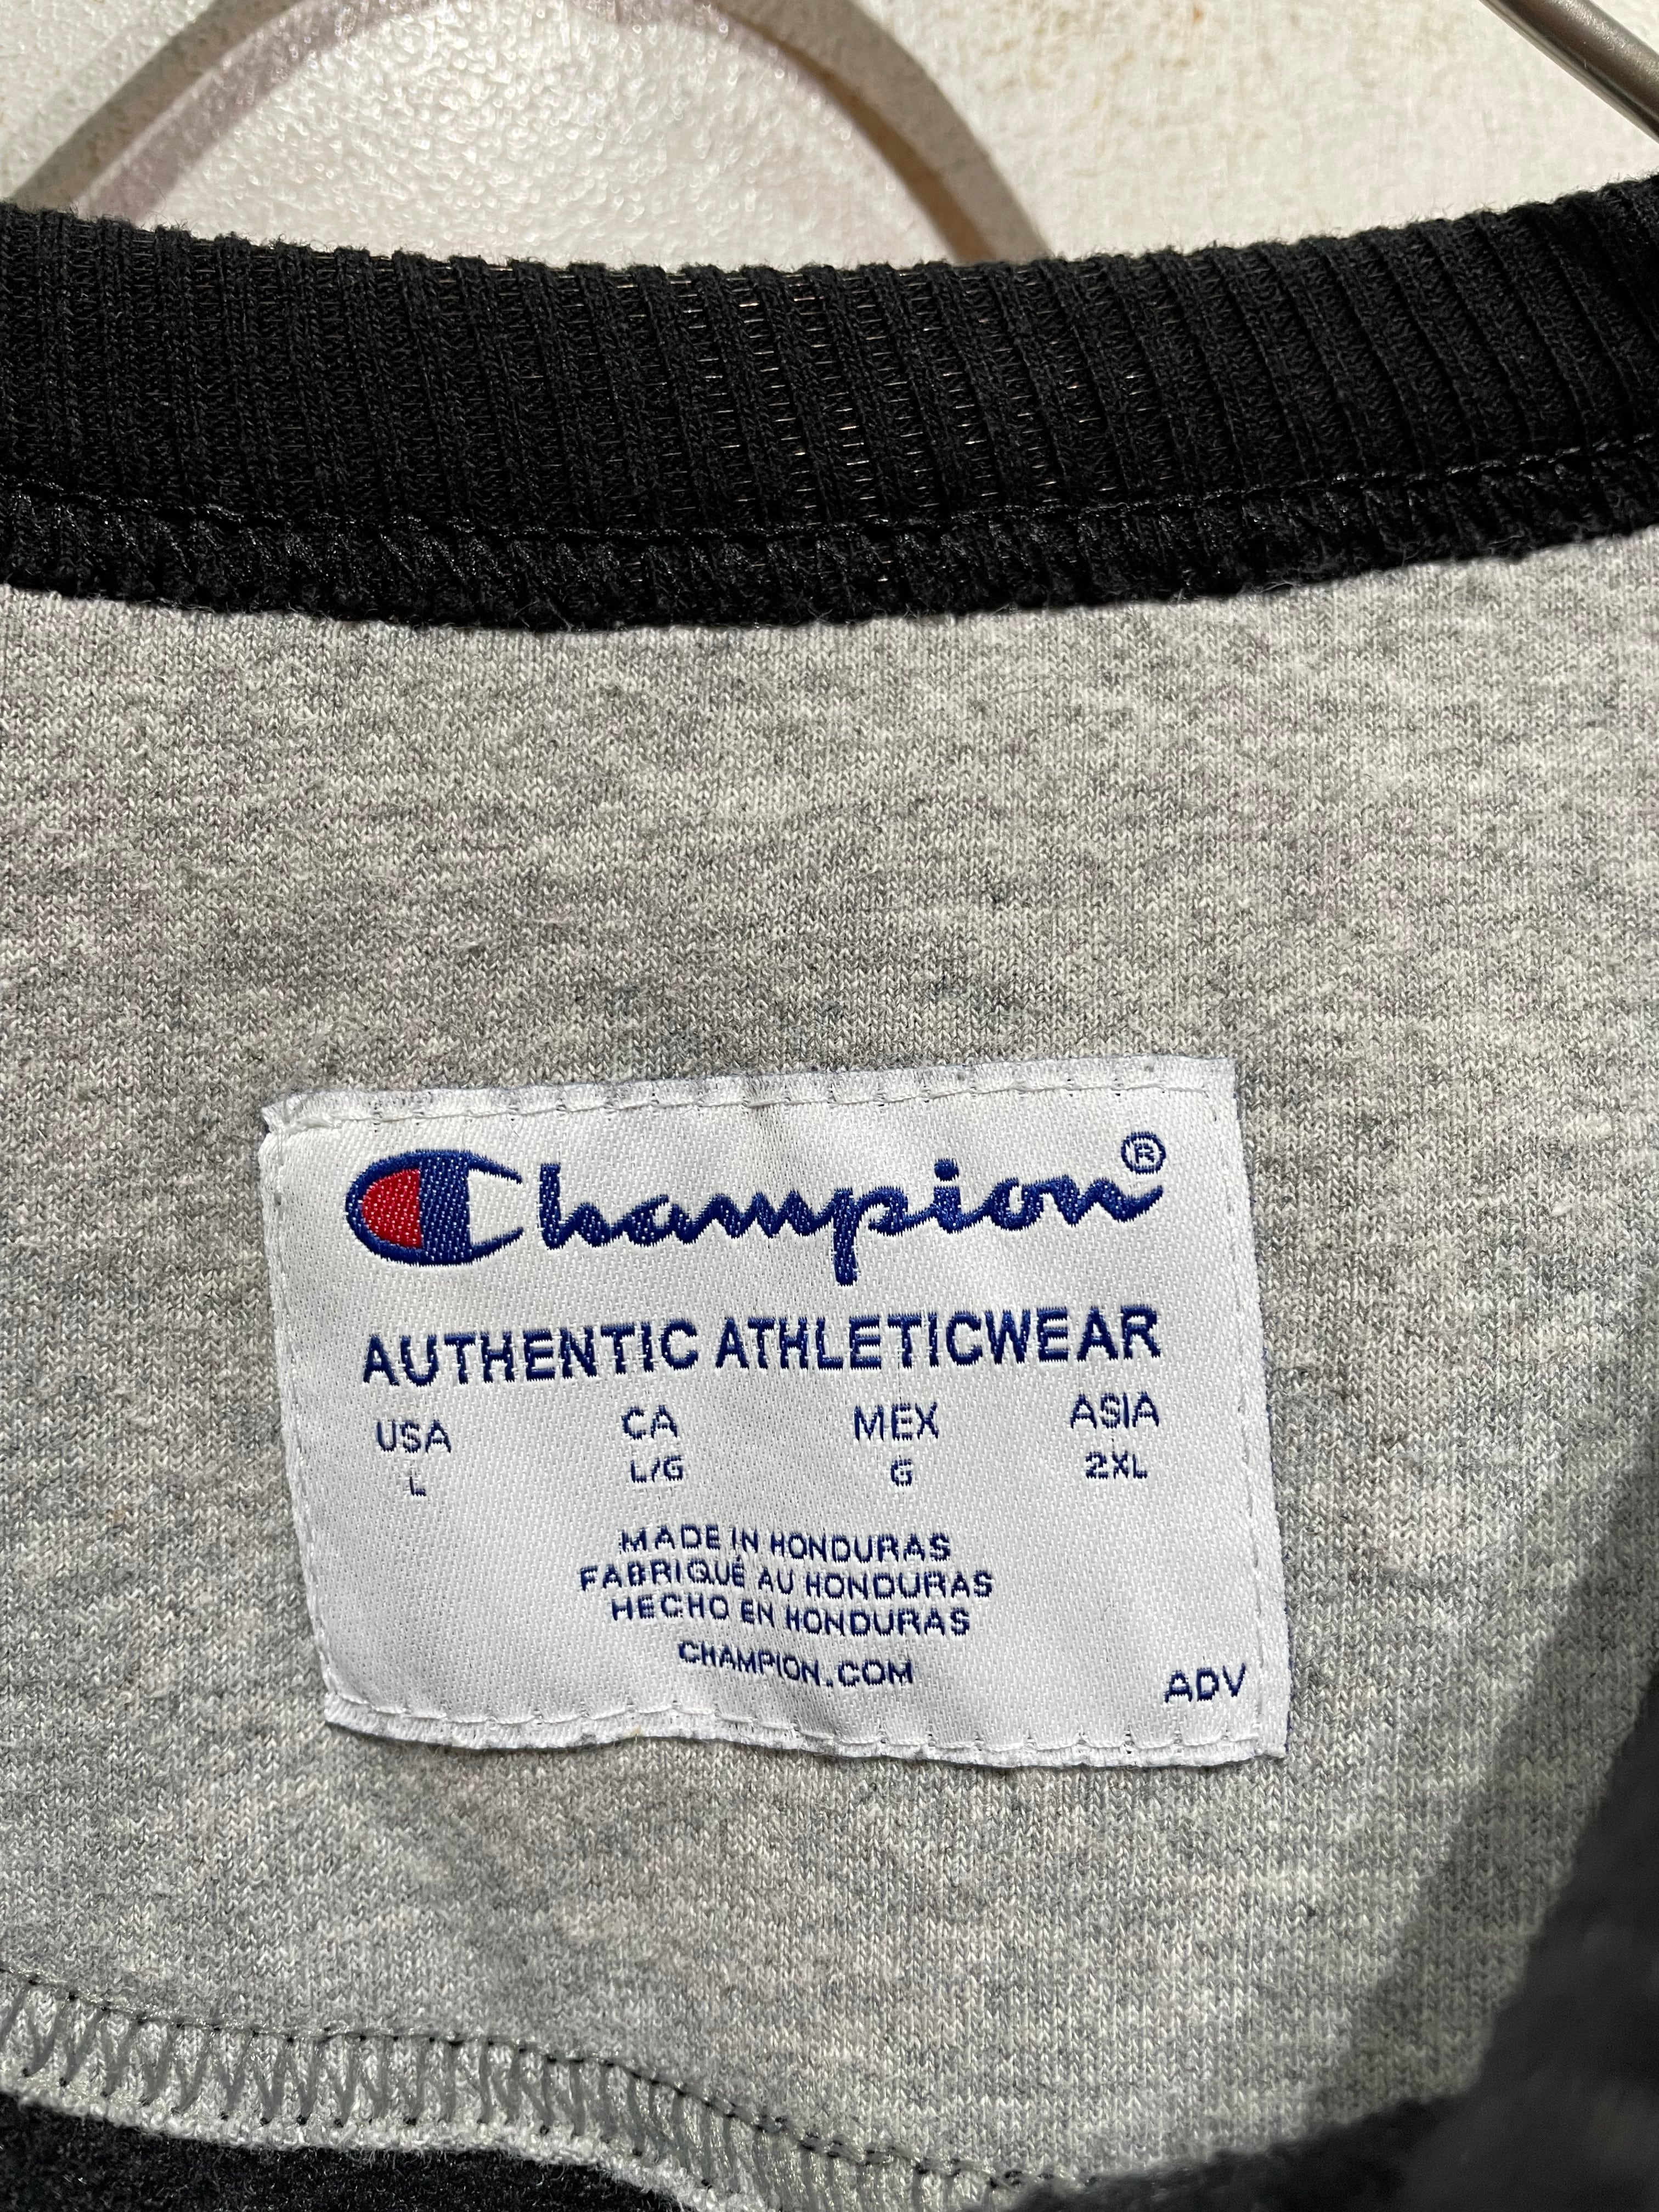 Champion®
AUTHENTIC ATHLETICWEAR
USA CA MEX ASIA
L L/G G 2XL
MADE IN HONDURAS
FABRIQUÉ AU HONDURAS
HECHO EN HONDURAS
CHAMPION.COM
ADV